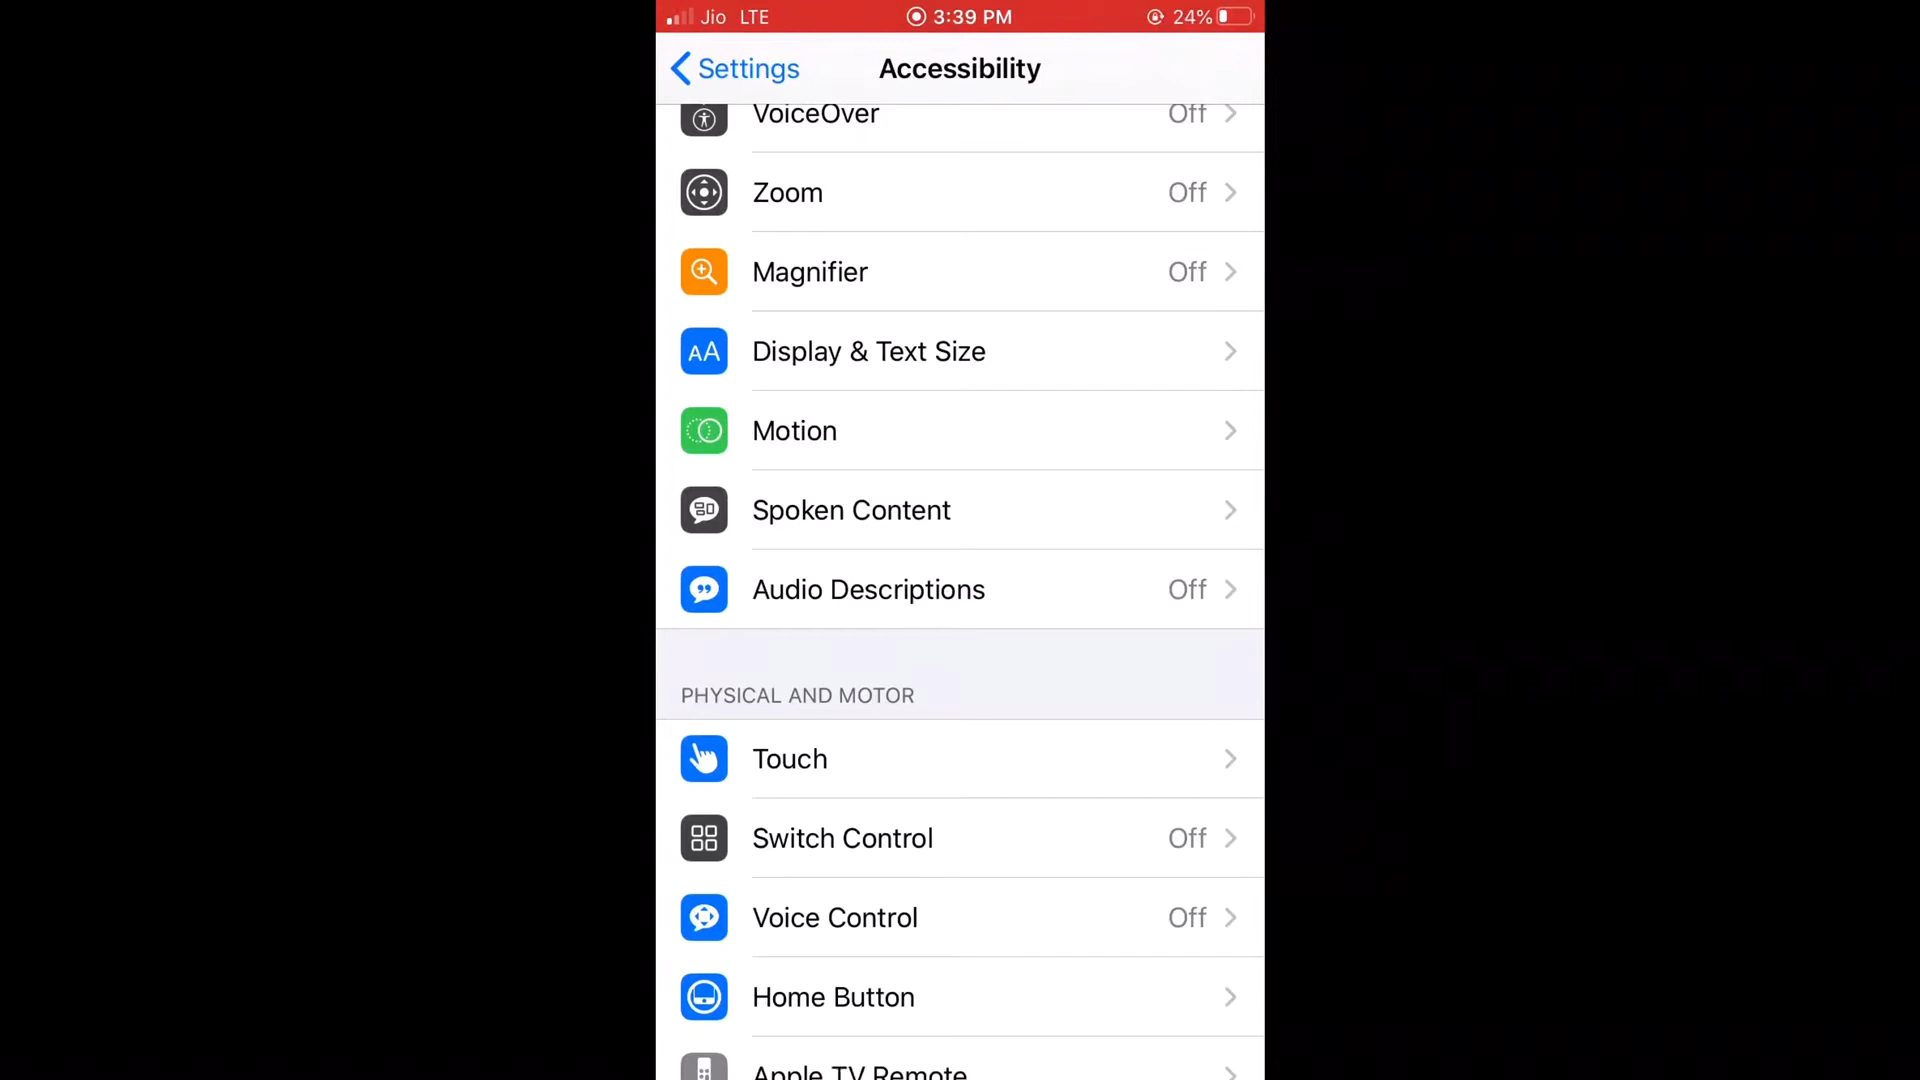 Jio LTE 3:39 PM 24%
Settings Accessibility
VoiceOver Off
Zoom Off
Magnifier Off
AA Display & Text Size
Motion
Spoken Content
Audio Descriptions Off
PHYSICAL AND MOTOR
Touch
Switch Control Off
Voice Control Off
Home Button
Apple TV Remote